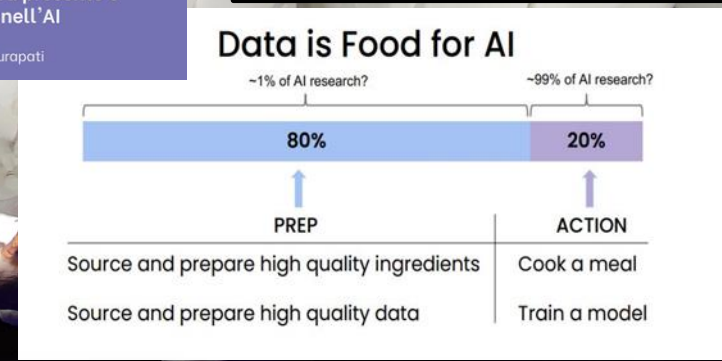 nell'AI
Data is Food for AI
~1% of AI research?
~99% of AI research?
80%
20%
PREP
ACTION
Source and prepare high quality ingredients
Cook a meal
Source and prepare high quality data
Train a model